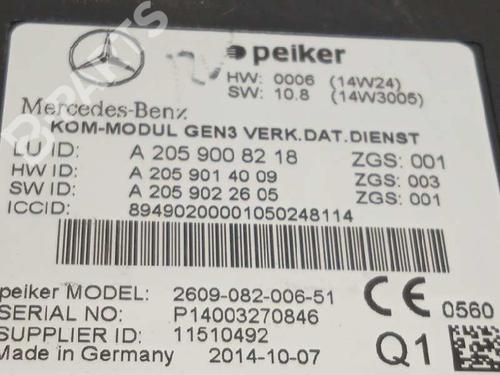 peiker
HW: 0006 (14W24)
SW: 10.8 (14W3005)
Mercedes-Benz
KOM-MODUL GEN3 VERK.DAT.DIENST
LU ID: A 205 900 82 18 ZGS: 001
HW ID: A 205 901 40 09 ZGS: 003
SW ID: A 205 902 26 05 ZGS: 001
ICCID: 89490200001050248114
peiker MODEL: 2609-082-006-51
SERIAL NO: P14003270846
SUPPLIER ID: 11510492
Made in Germany 2014-10-07
CE 0560
Q1
B-PARTS